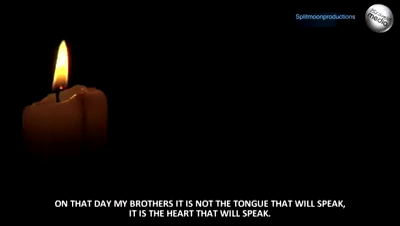 Splitmoonproductions
media
ON THAT DAY MY BROTHERS IT IS NOT THE TONGUE THAT WILL SPEAK,
IT IS THE HEART THAT WILL SPEAK.